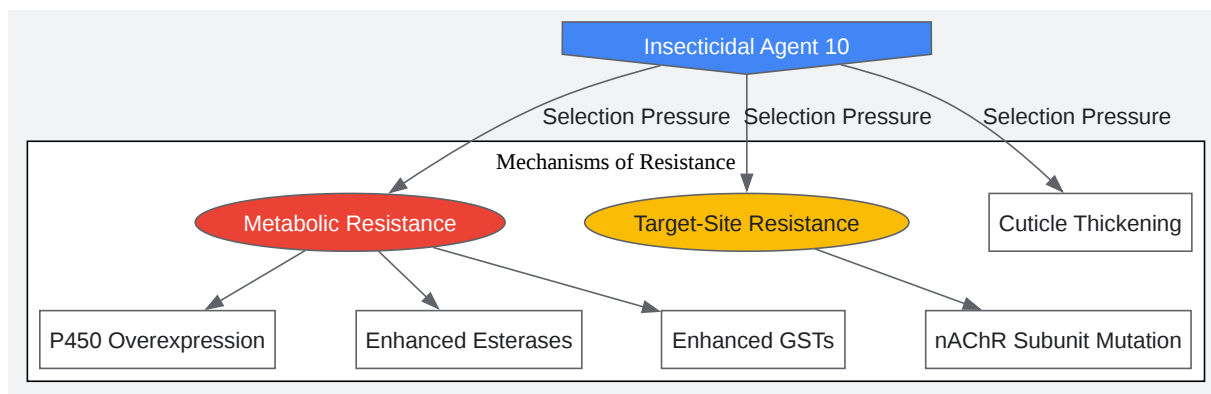 Insecticidal Agent 10
Selection Pressure
Selection Pressure
Selection Pressure
Mechanisms of Resistance
Metabolic Resistance
Target-Site Resistance
Cuticle Thickening
P450 Overexpression
Enhanced Esterases
Enhanced GSTs
nAChR Subunit Mutation